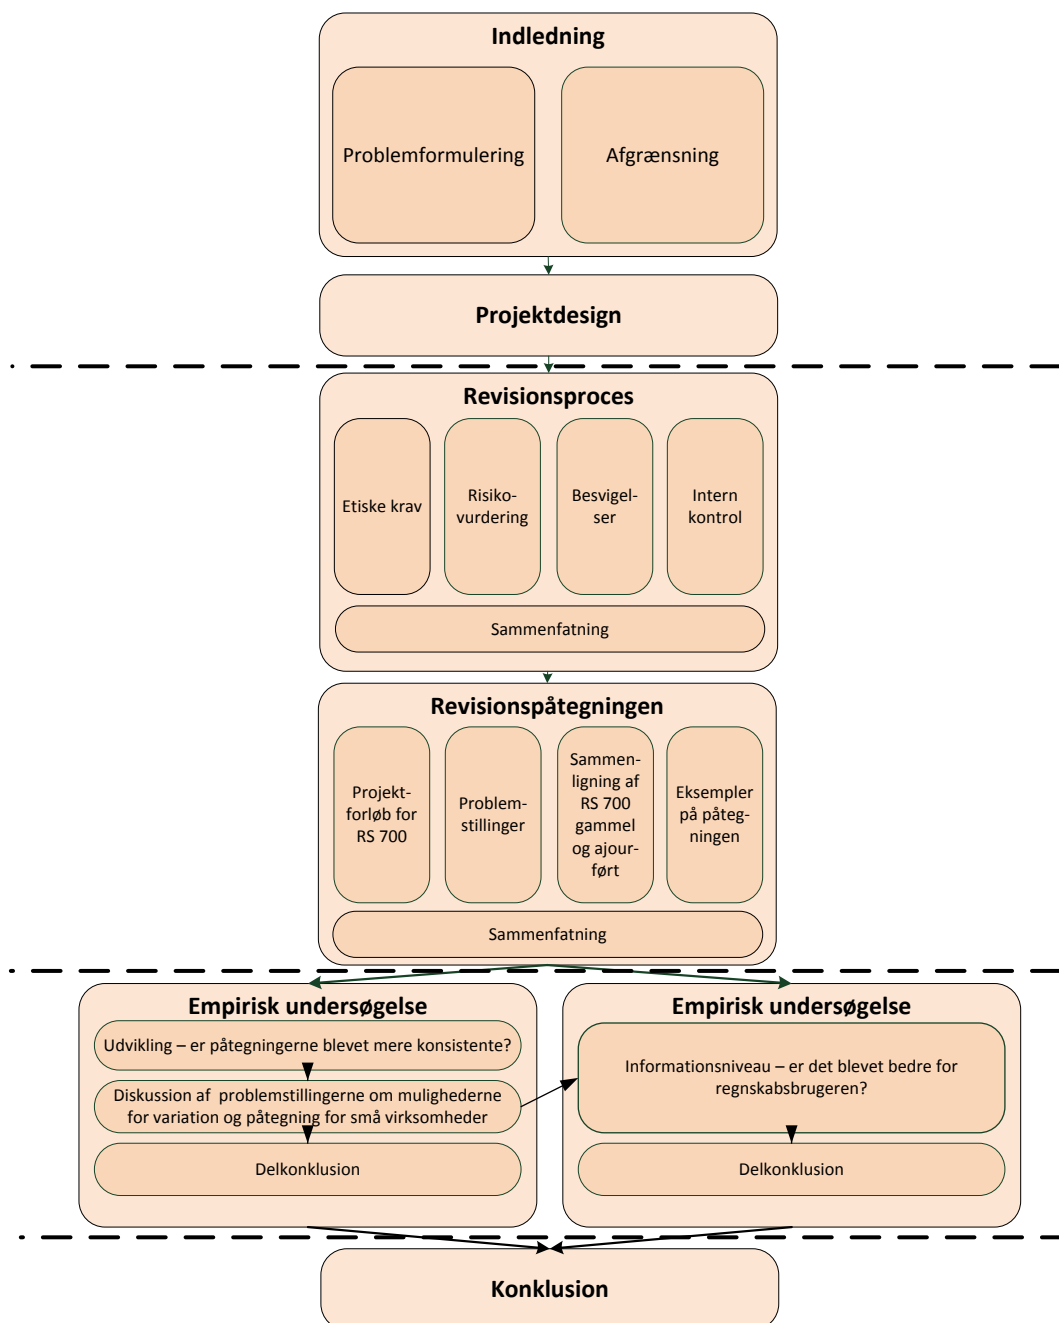 Indledning
Problemformulering
Afgrænsning
Projektdesign
Revisionsproces
Etiske krav
Risiko-
vurdering
Besvigel-
ser
Intern
kontrol
Sammenfatning
Revisionspåtegningen
Projekt-
forløb for
RS 700
Problem-
stillinger
Sammen-
ligning af
RS 700
gammel
og ajour-
ført
Eksempler
på påteg-
ningen
Sammenfatning
Empirisk undersøgelse
Udvikling – er påtegningerne blevet mere konsistente?
Diskussion af problemstillingerne om mulighederne
for variation og påtegning for små virksomheder
Delkonklusion
Empirisk undersøgelse
Informationsniveau – er det blevet bedre for
regnskabsbrugeren?
Delkonklusion
Konklusion